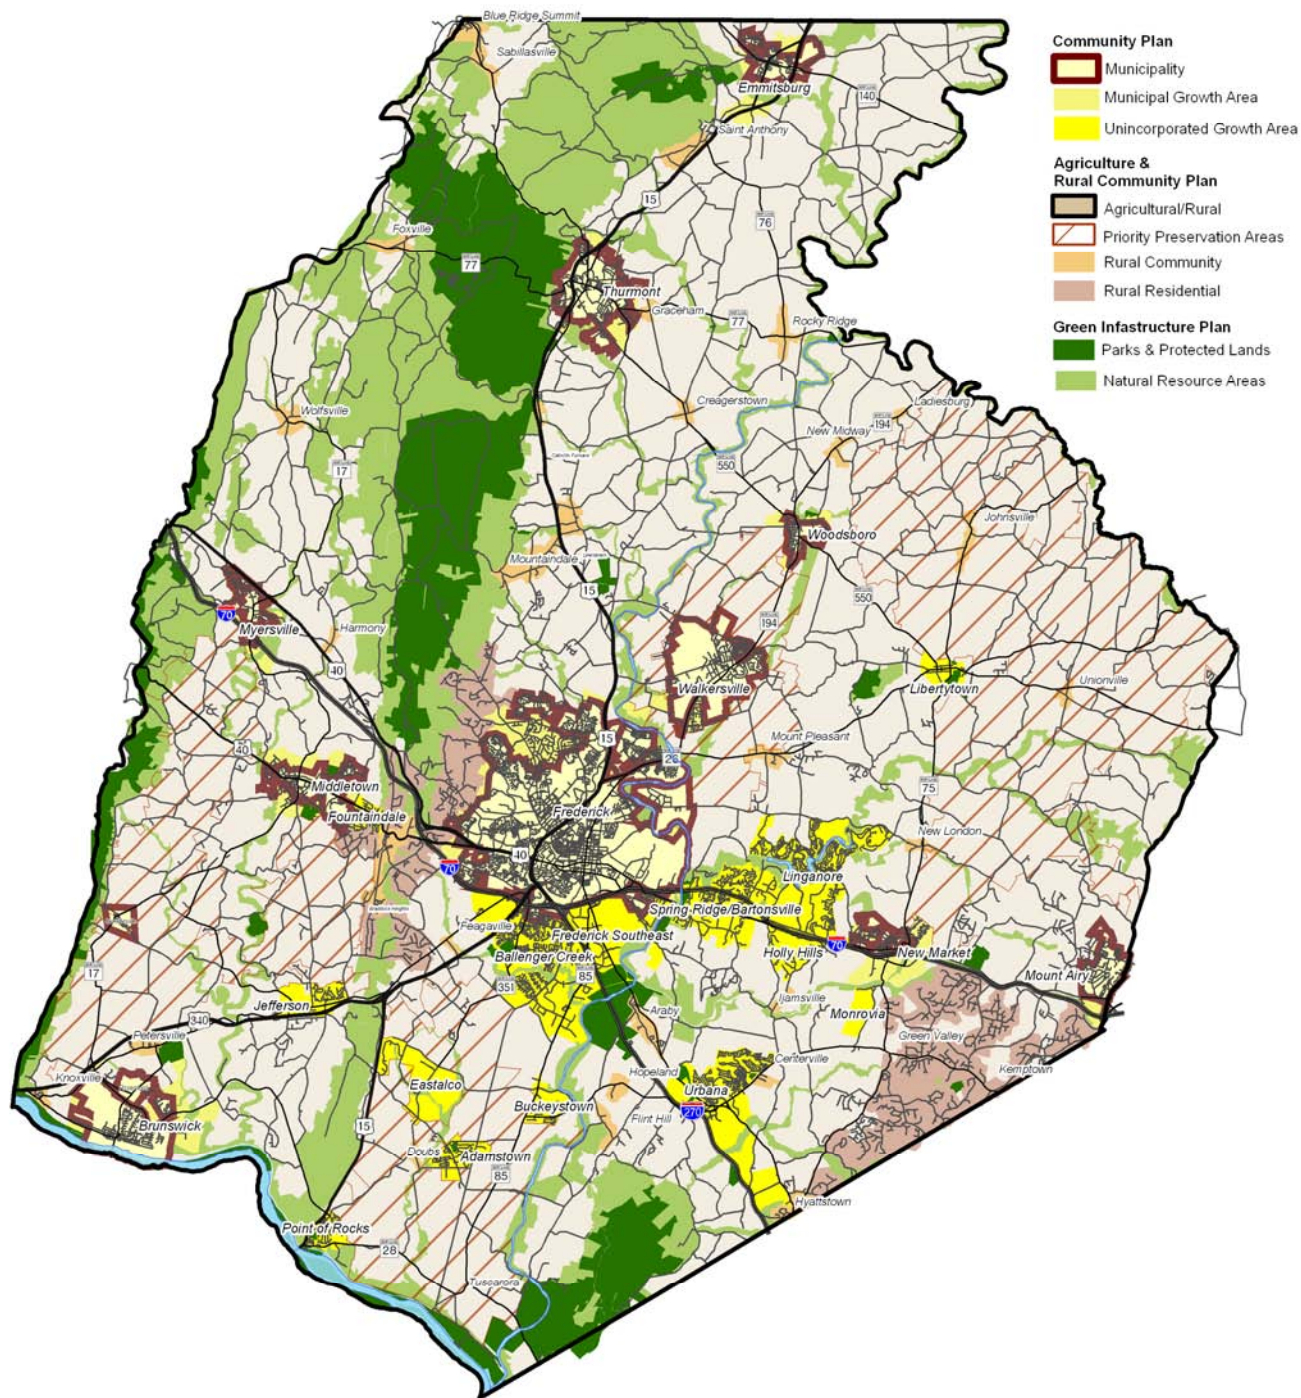 Blue Ridge Summit
Sabillasville
Emmitsburg
140
Saint Anthony
15
76
Foxville
77
Thurmont
Graceham
77
Rocky Ridge
Creagerstown
Ladiesburg
Wolfsville
New Midway
194
17
550
Johnsville
Woodsboro
Mountaindale
15
550
70
Myersville
Harmony
194
40
Walkersville
Libertytown
Unionville
40
15
Mount Pleasant
26
Middletown
75
Fountaindale
Frederick
New London
40
70
Linganore
Spring Ridge/Bartonsville
Feagaville
Frederick Southeast
Holly Hills
70
New Market
Ballenger Creek
85
Mount Airy
17
351
Jefferson
Ijamsville
Araby
Monrovia
340
Petersville
Green Valley
Centerville
Kemptown
Knoxville
Hopeland
Eastalco
Urbana
Buckeystown
270
Flint Hill
Brunswick
15
Doubs
Adamstown
85
Hyattstown
Point of Rocks
28
Tuscarora
Community Plan
Municipality
Municipal Growth Area
Unincorporated Growth Area
Agriculture &
Rural Community Plan
Agricultural/Rural
Priority Preservation Areas
Rural Community
Rural Residential
Green Infastructure Plan
Parks & Protected Lands
Natural Resource Areas